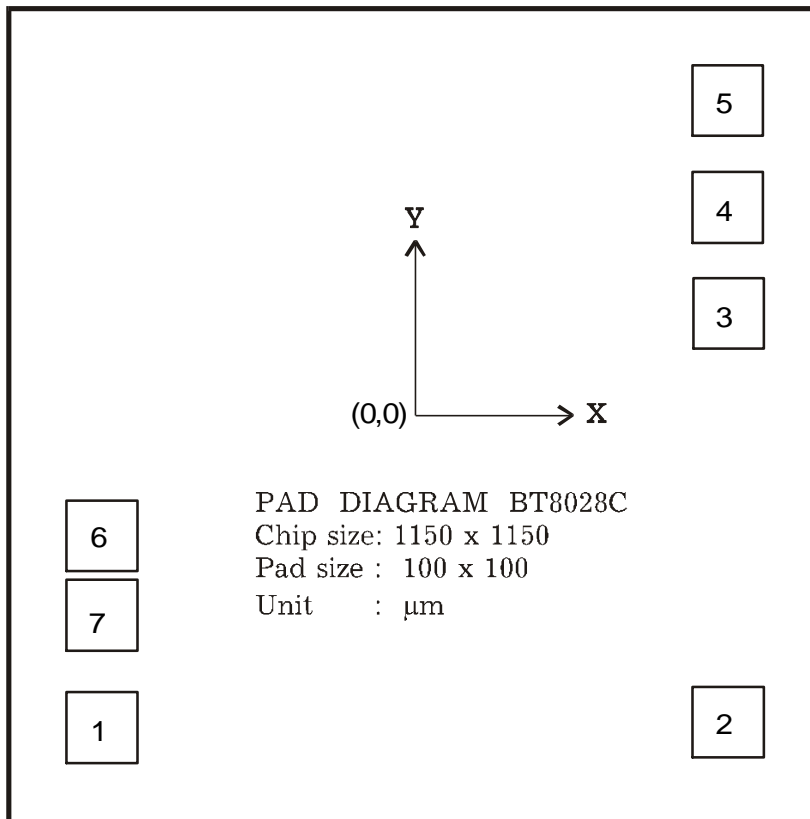 5
4
Y
3
(0,0)
X
PAD DIAGRAM BT8028C
6
Chip size: 1150 x 1150
Pad size : 100 x 100
7
Unit : μm
1
2